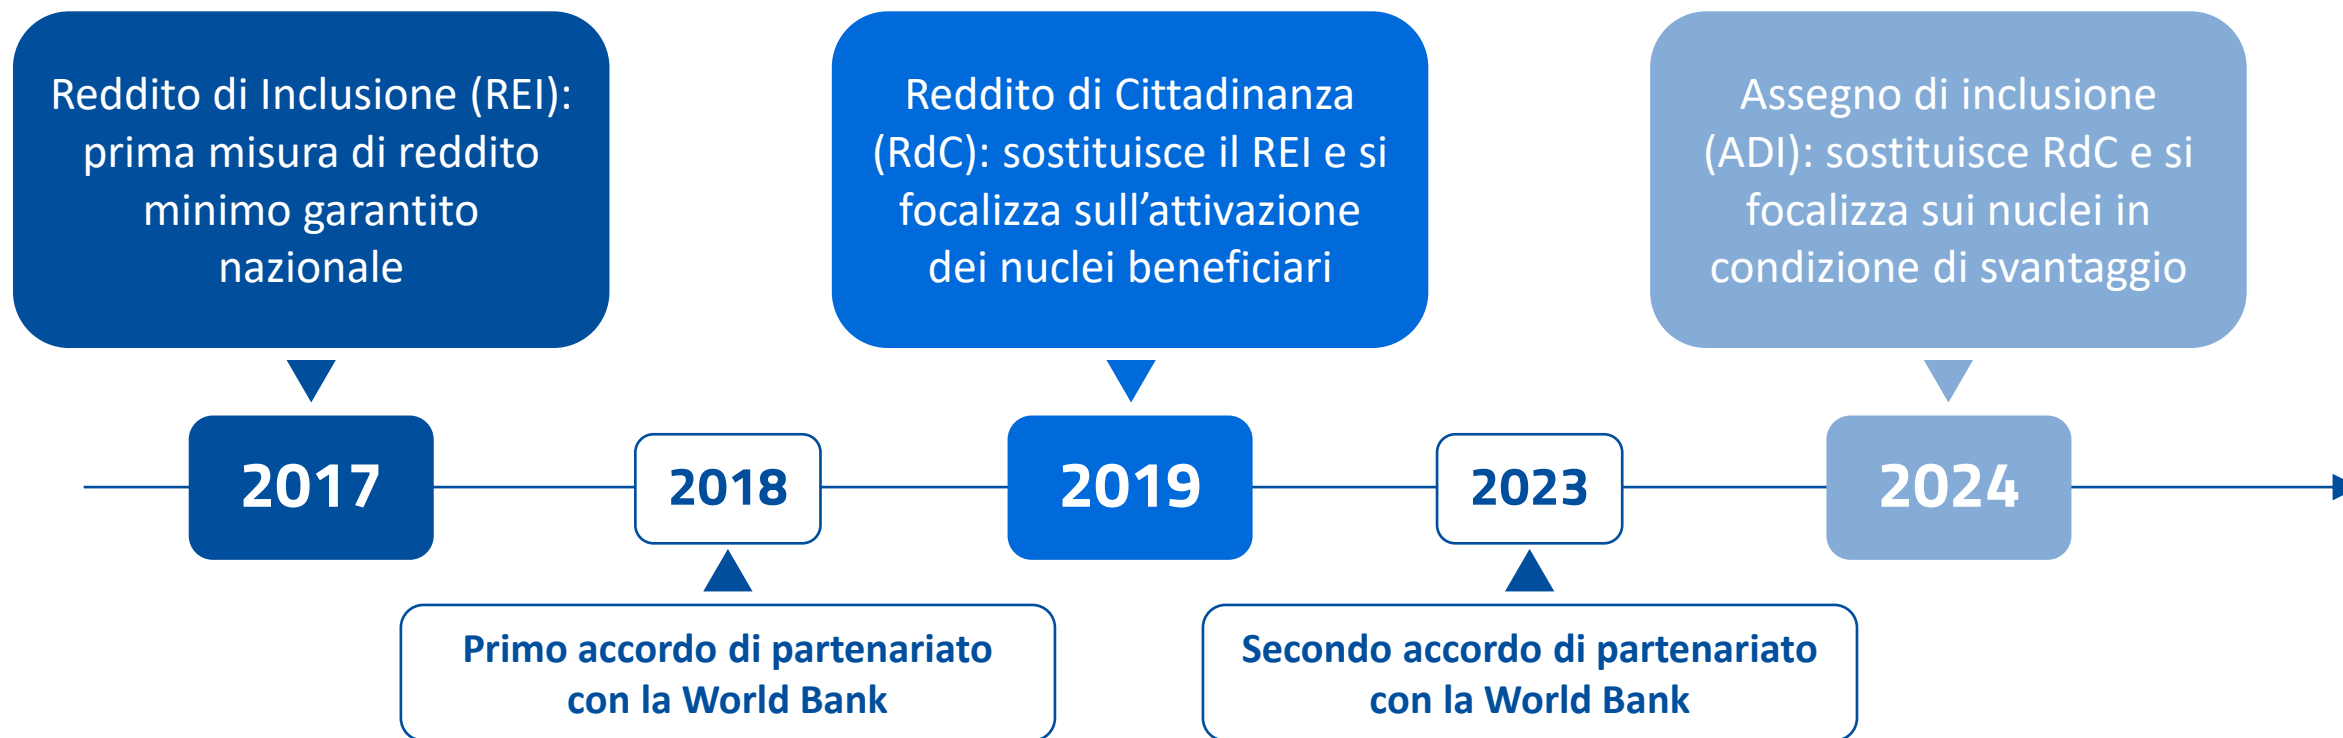 Reddito di Inclusione (REI):
prima misura di reddito
minimo garantito
nazionale
Reddito di Cittadinanza
(RdC): sostituisce il REI e si
focalizza sull’attivazione
dei nuclei beneficiari
Assegno di inclusione
(ADI): sostituisce RdC e si
focalizza sui nuclei in
condizione di svantaggio
2017
2018
2019
2023
2024
Primo accordo di partenariato
con la World Bank
Secondo accordo di partenariato
con la World Bank